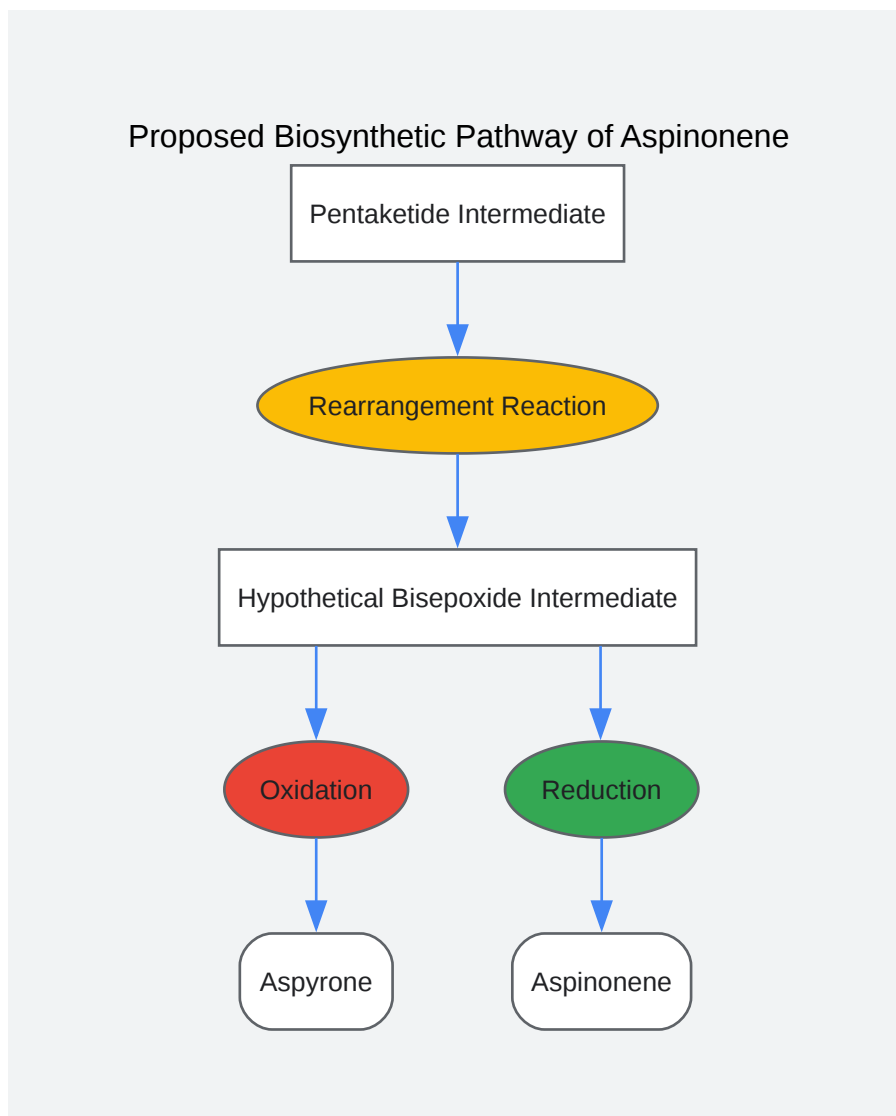 Proposed Biosynthetic Pathway of Aspinonene
Pentaketide Intermediate
Rearrangement Reaction
Hypothetical Bisepoxide Intermediate
Oxidation
Reduction
Aspyrone
Aspinonene